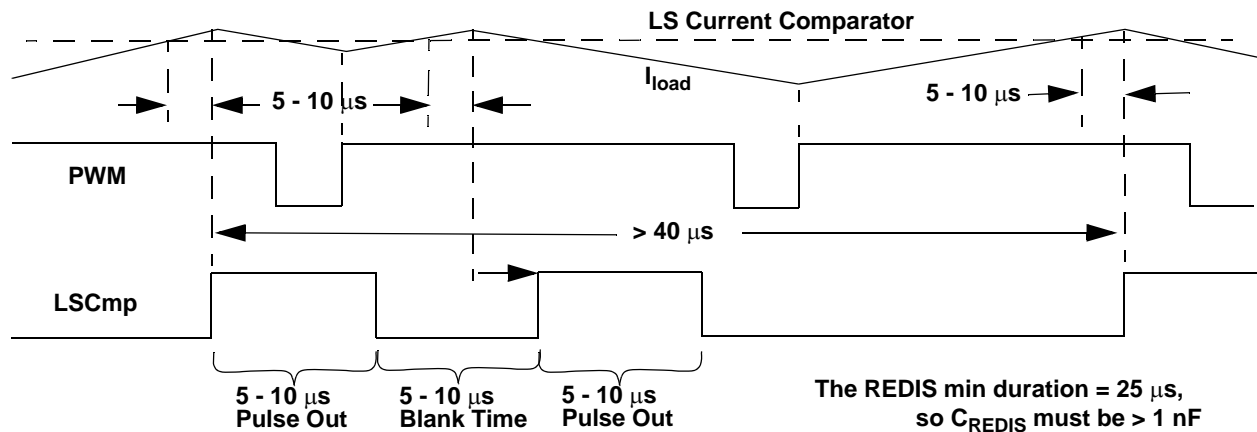 LS Current Comparator
I_load
5 - 10 μs
5 - 10 μs
PWM
> 40 μs
LSCmp
5 - 10 μs
Pulse Out
5 - 10 μs
Blank Time
5 - 10 μs
Pulse Out
The REDIS min duration = 25 μs,
so C_REDIS must be > 1 nF